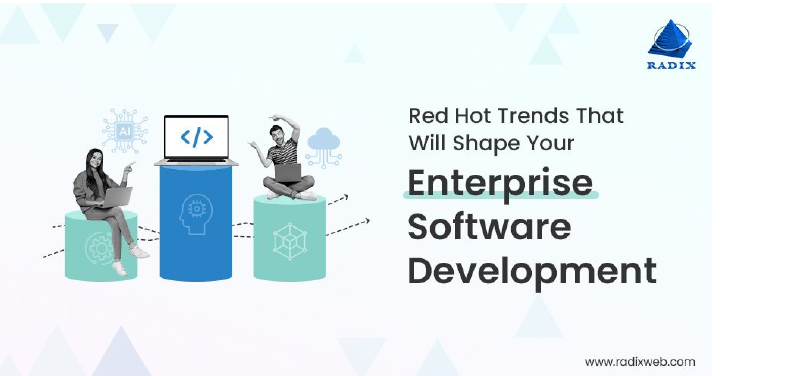 RADIX
Red Hot Trends That
Will Shape Your
Enterprise
Software
Development
AI
</>
www.radixweb.com